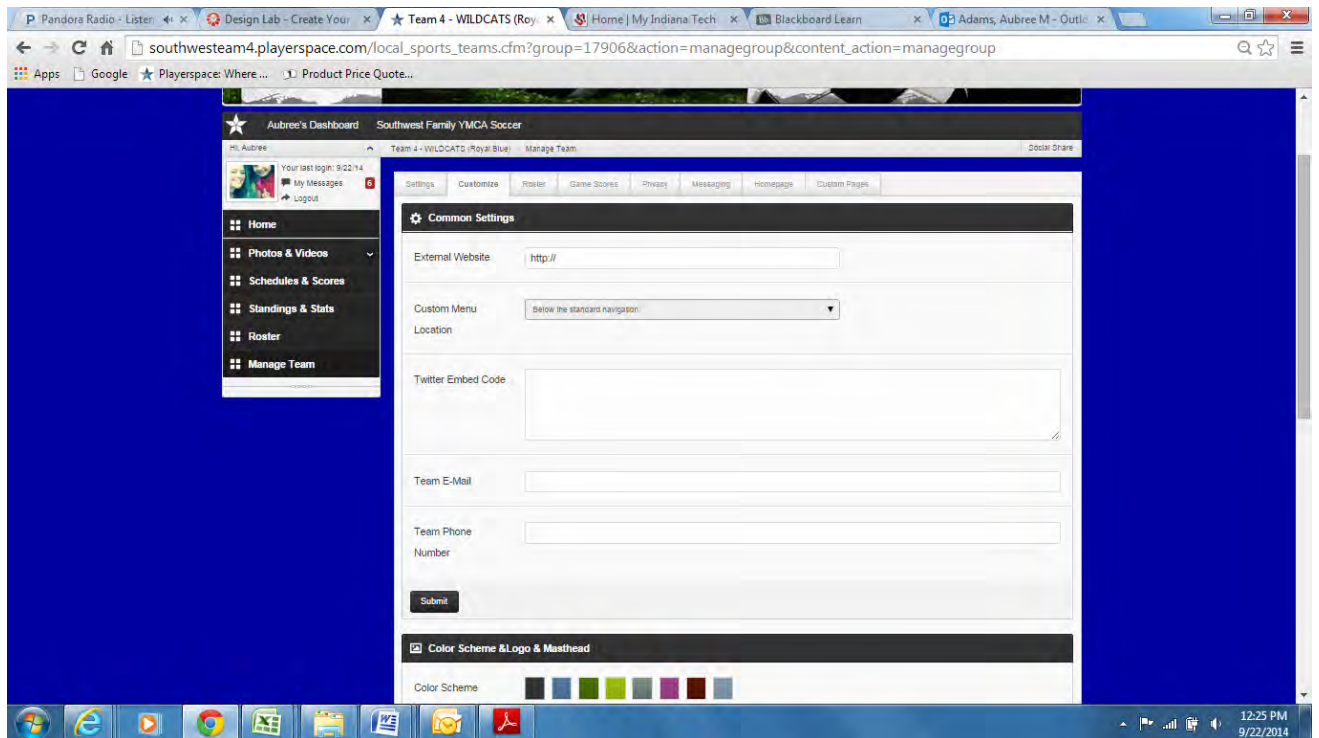 Pandora Radio - Listen
Design Lab - Create Your
Team 4 - WILDCATS (Roy
Home | My Indiana Tech
Blackboard Learn
Adams, Aubree M - Outlo
southwesteam4.playerspace.com/local_sports_teams.cfm?group=17906&action=managegroup&content_action=managegroup
Apps
Google
Playerspace: Where ...
Product Price Quote...
Aubree's Dashboard
Southwest Family YMCA Soccer
Hi, Aubree
Team 4 - WILDCATS (Royal Blue)
Manage Team
Social Share
Your last login: 9/22/14
My Messages
6
Logout
Home
Photos & Videos
Schedules & Scores
Standings & Stats
Roster
Manage Team
Settings
Customize
Roster
Game Scores
Privacy
Messaging
Homepage
Custom Pages
Common Settings
External Website
http://
Custom Menu
Location
Below the standard navigation
Twitter Embed Code
Team E-Mail
Team Phone
Number
Submit
Color Scheme &Logo & Masthead
Color Scheme
12:25 PM
9/22/2014